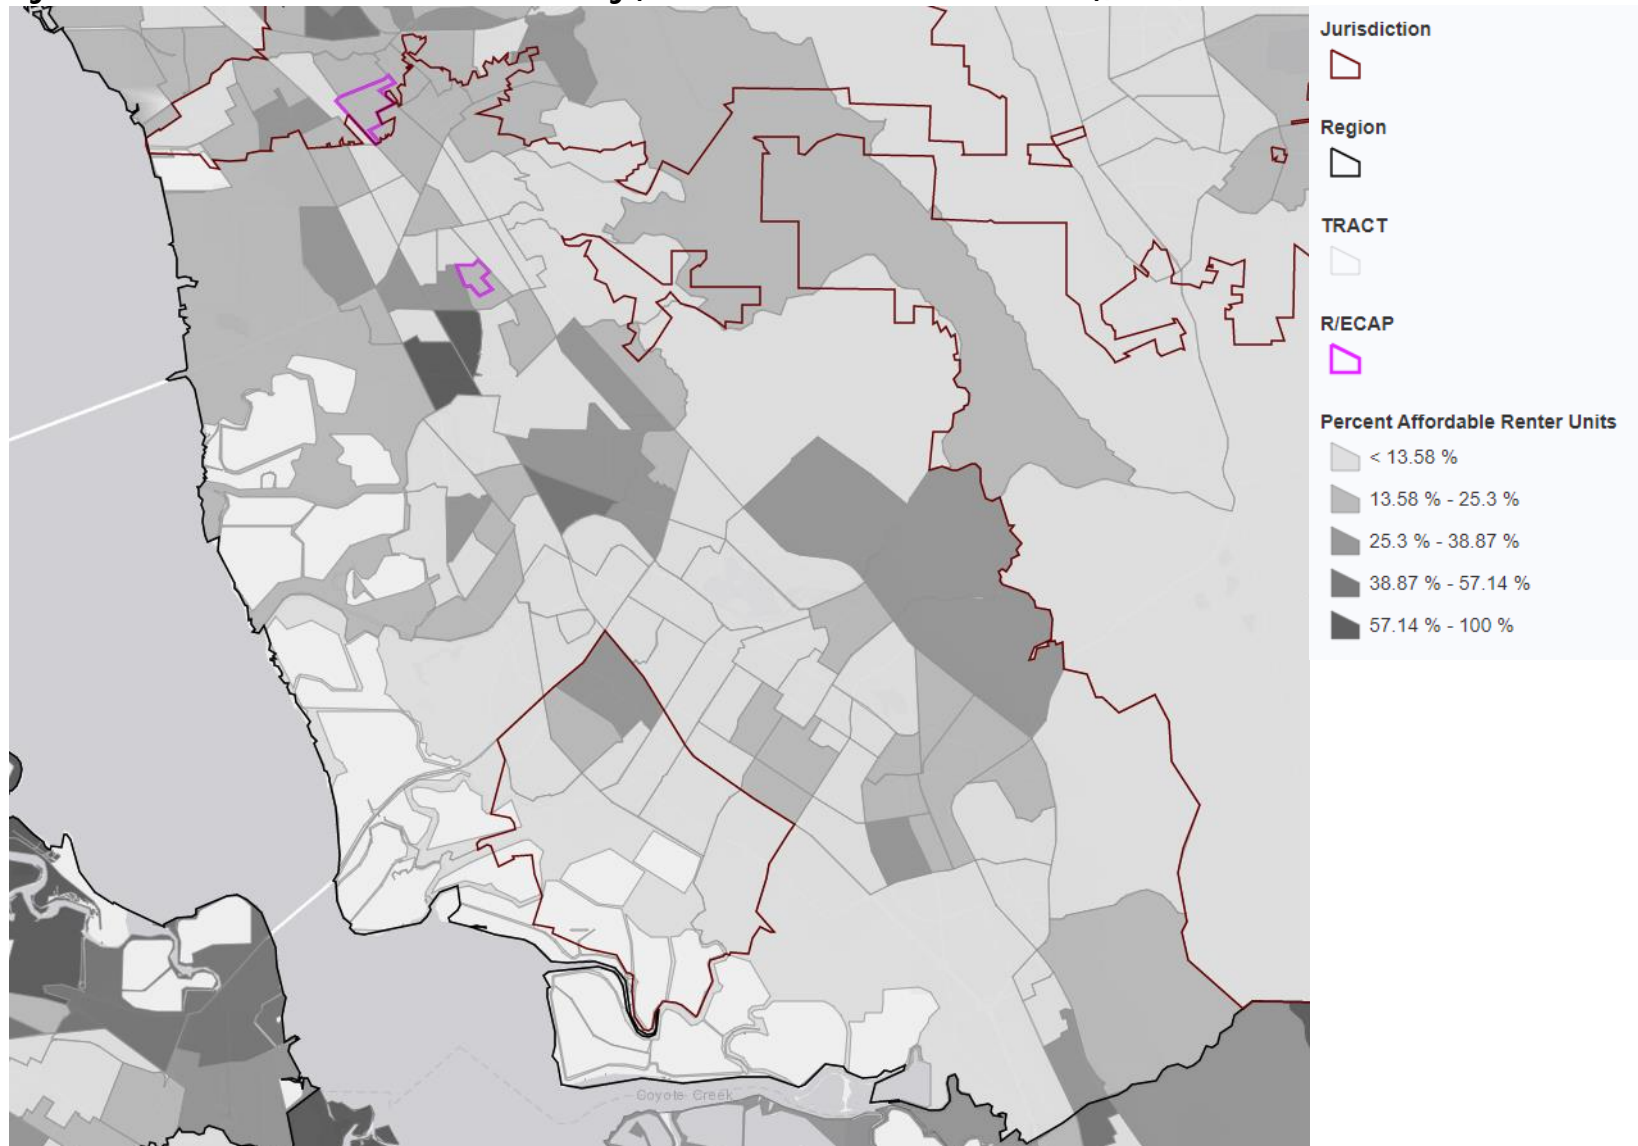 Jurisdiction
Region
TRACT
R/ECAP
Percent Affordable Renter Units
< 13.58 %
13.58 % - 25.3 %
25.3 % - 38.87 %
38.87 % - 57.14 %
57.14 % - 100 %
Coyote Creek